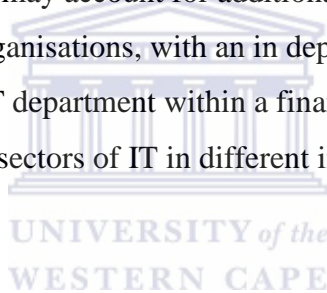 may account for additional
ganisations, with an in dep
T department within a fina
sectors of IT in different i
UNIVERSITY of the
WESTERN CAPE